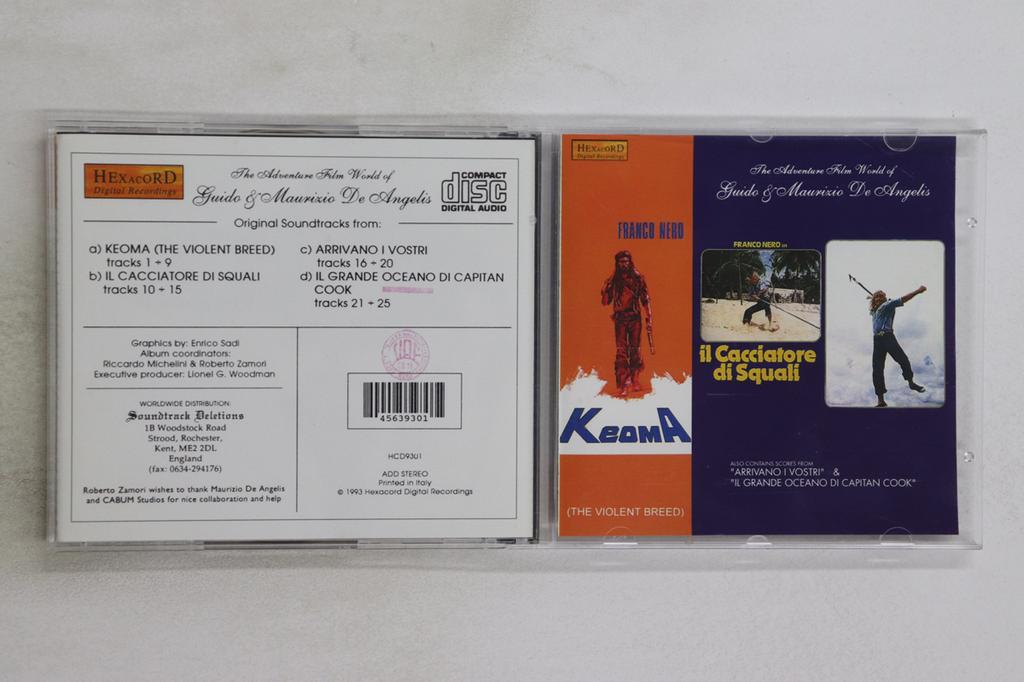 HEXACORD
Digital Recordings
The Adventure Film World of
Guido & Maurizio De Angelis
COMPACT
disc
DIGITAL AUDIO
Original Soundtracks from:
a) KEOMA (THE VIOLENT BREED)
tracks 1 ÷ 9
b) IL CACCIATORE DI SQUALI
tracks 10 ÷ 15
c) ARRIVANO I VOSTRI
tracks 16 ÷ 20
d) IL GRANDE OCEANO DI CAPITAN
COOK
tracks 21 ÷ 25
Graphics by: Enrico Sadi
Album coordinators:
Riccardo Michelini & Roberto Zamori
Executive producer: Lionel G. Woodman
WORLDWIDE DISTRIBUTION:
Soundtrack Deletions
1B Woodstock Road
Strood, Rochester,
Kent, ME2 2DL
England
(fax: 0634-294176)
Roberto Zamori wishes to thank Maurizio De Angelis
and CABUM Studios for nice collaboration and help
45639301
HCD9301
ADD STEREO
Printed in Italy
© 1993 Hexacord Digital Recordings
HEXACORD
Digital Recordings
FRANCO NERO
KEOMA
(THE VIOLENT BREED)
The Adventure Film World of
Guido & Maurizio De Angelis
FRANCO NERO in
il Cacciatore
di Squali
ALSO CONTAINS SCORES FROM
"ARRIVANO I VOSTRI" &
"IL GRANDE OCEANO DI CAPITAN COOK"